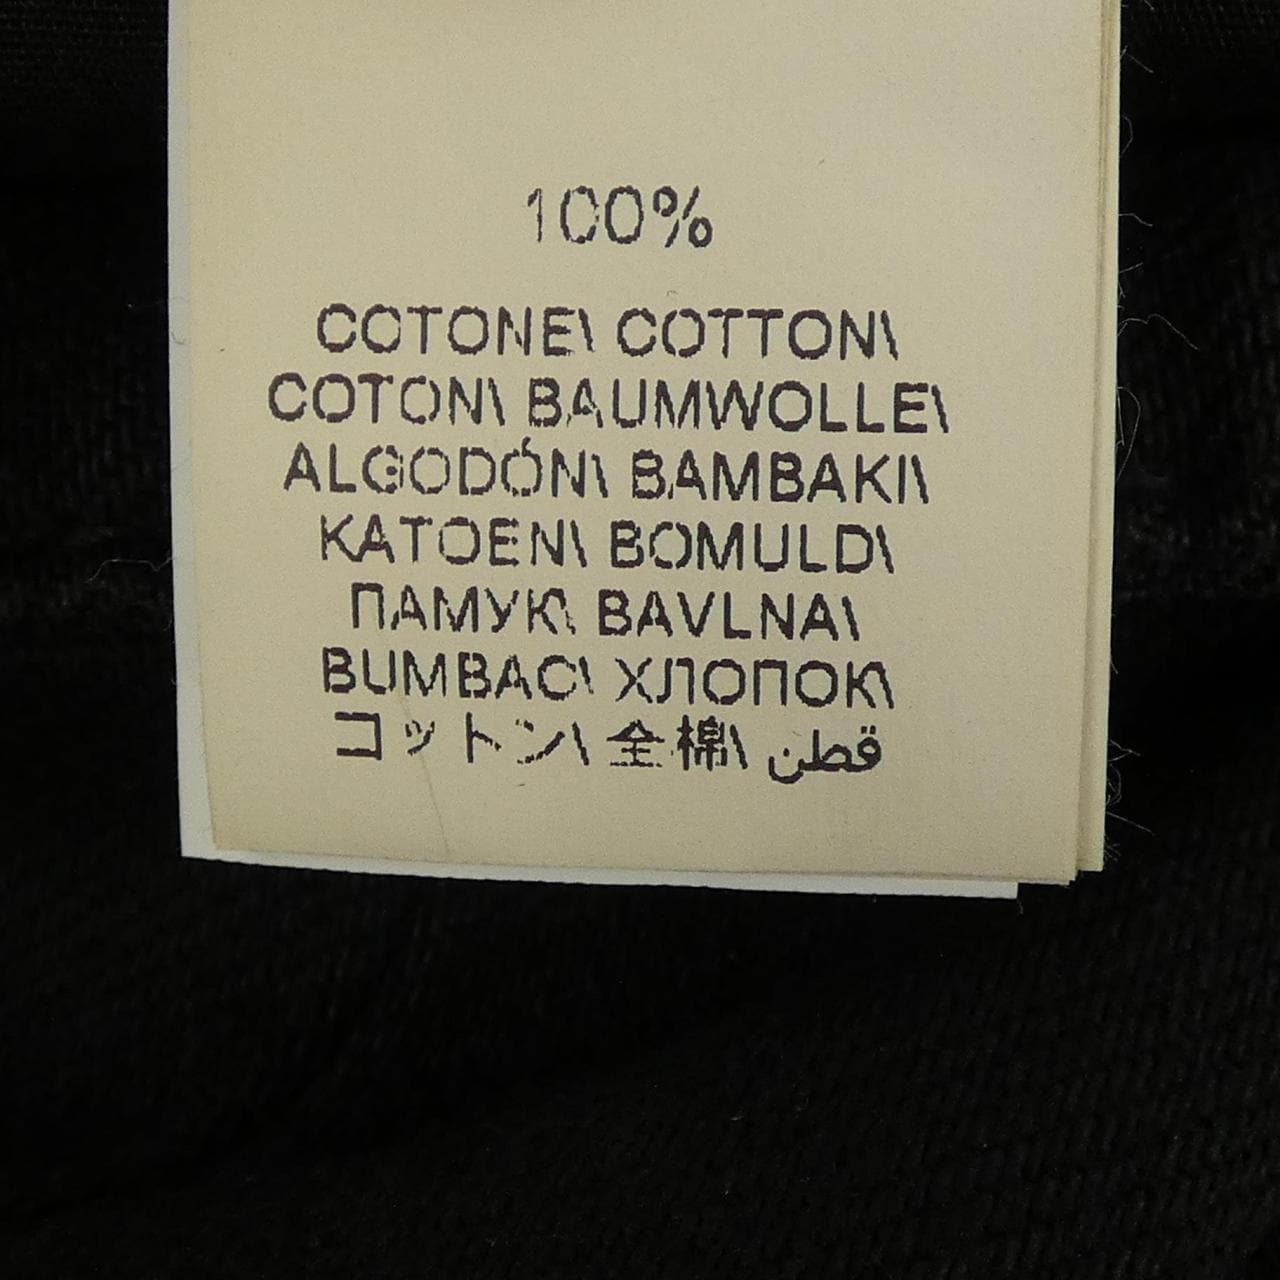 100%
COTONE\ COTTON\
COTON\ BAUMWOLLE\
ALGODÓN\ BAMBAKI\
KATOEN\ BOMULD\
ПАМУК\ BAVLNA\
BUMBAC\ ХЛОПОК\
コットン\ 全棉\ قطن